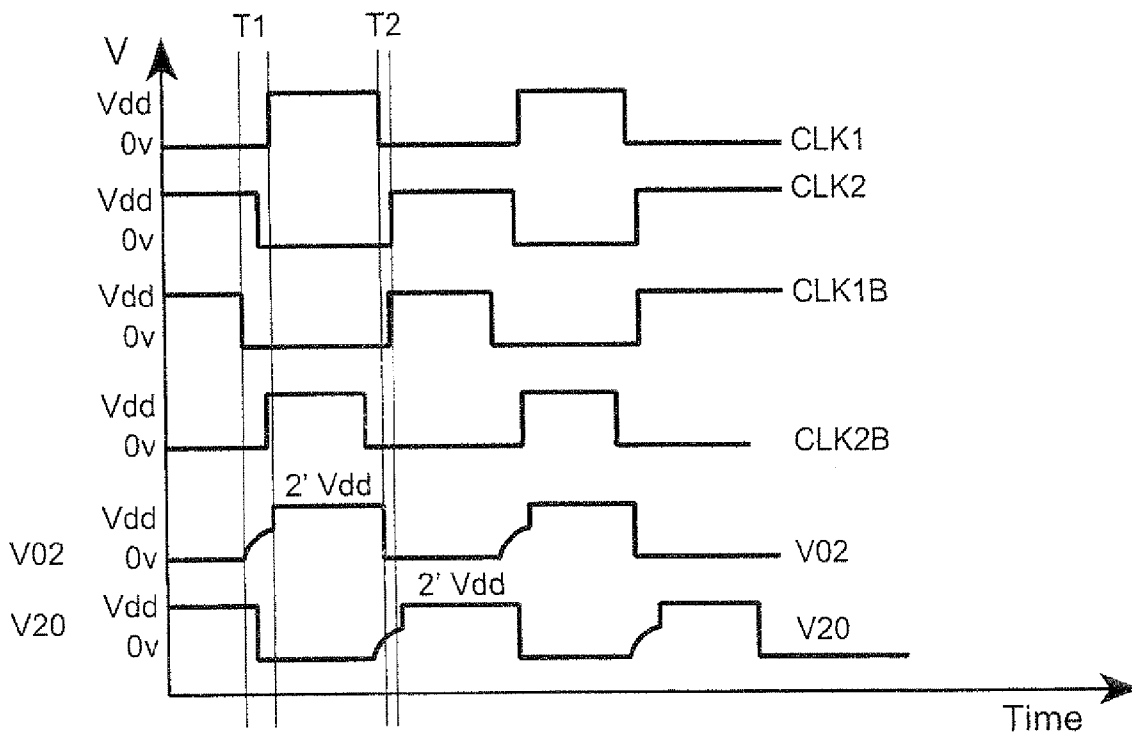 T1 T2
V
Vdd
0v CLK1
Vdd CLK2
0v
Vdd CLK1B
0v
Vdd
0v CLK2B
2' Vdd
Vdd
V02 0v V02
2' Vdd
Vdd
V20 0v V20
Time